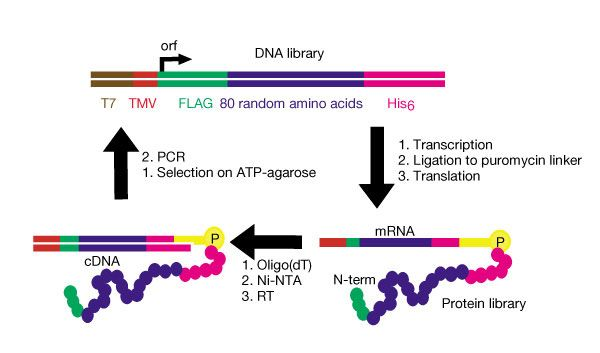 orf
DNA library
T7 TMV FLAG 80 random amino acids His6
2. PCR
1. Selection on ATP-agarose
1. Transcription
2. Ligation to puromycin linker
3. Translation
mRNA
P
P
cDNA
1. Oligo(dT)
2. Ni-NTA
3. RT
N-term
Protein library